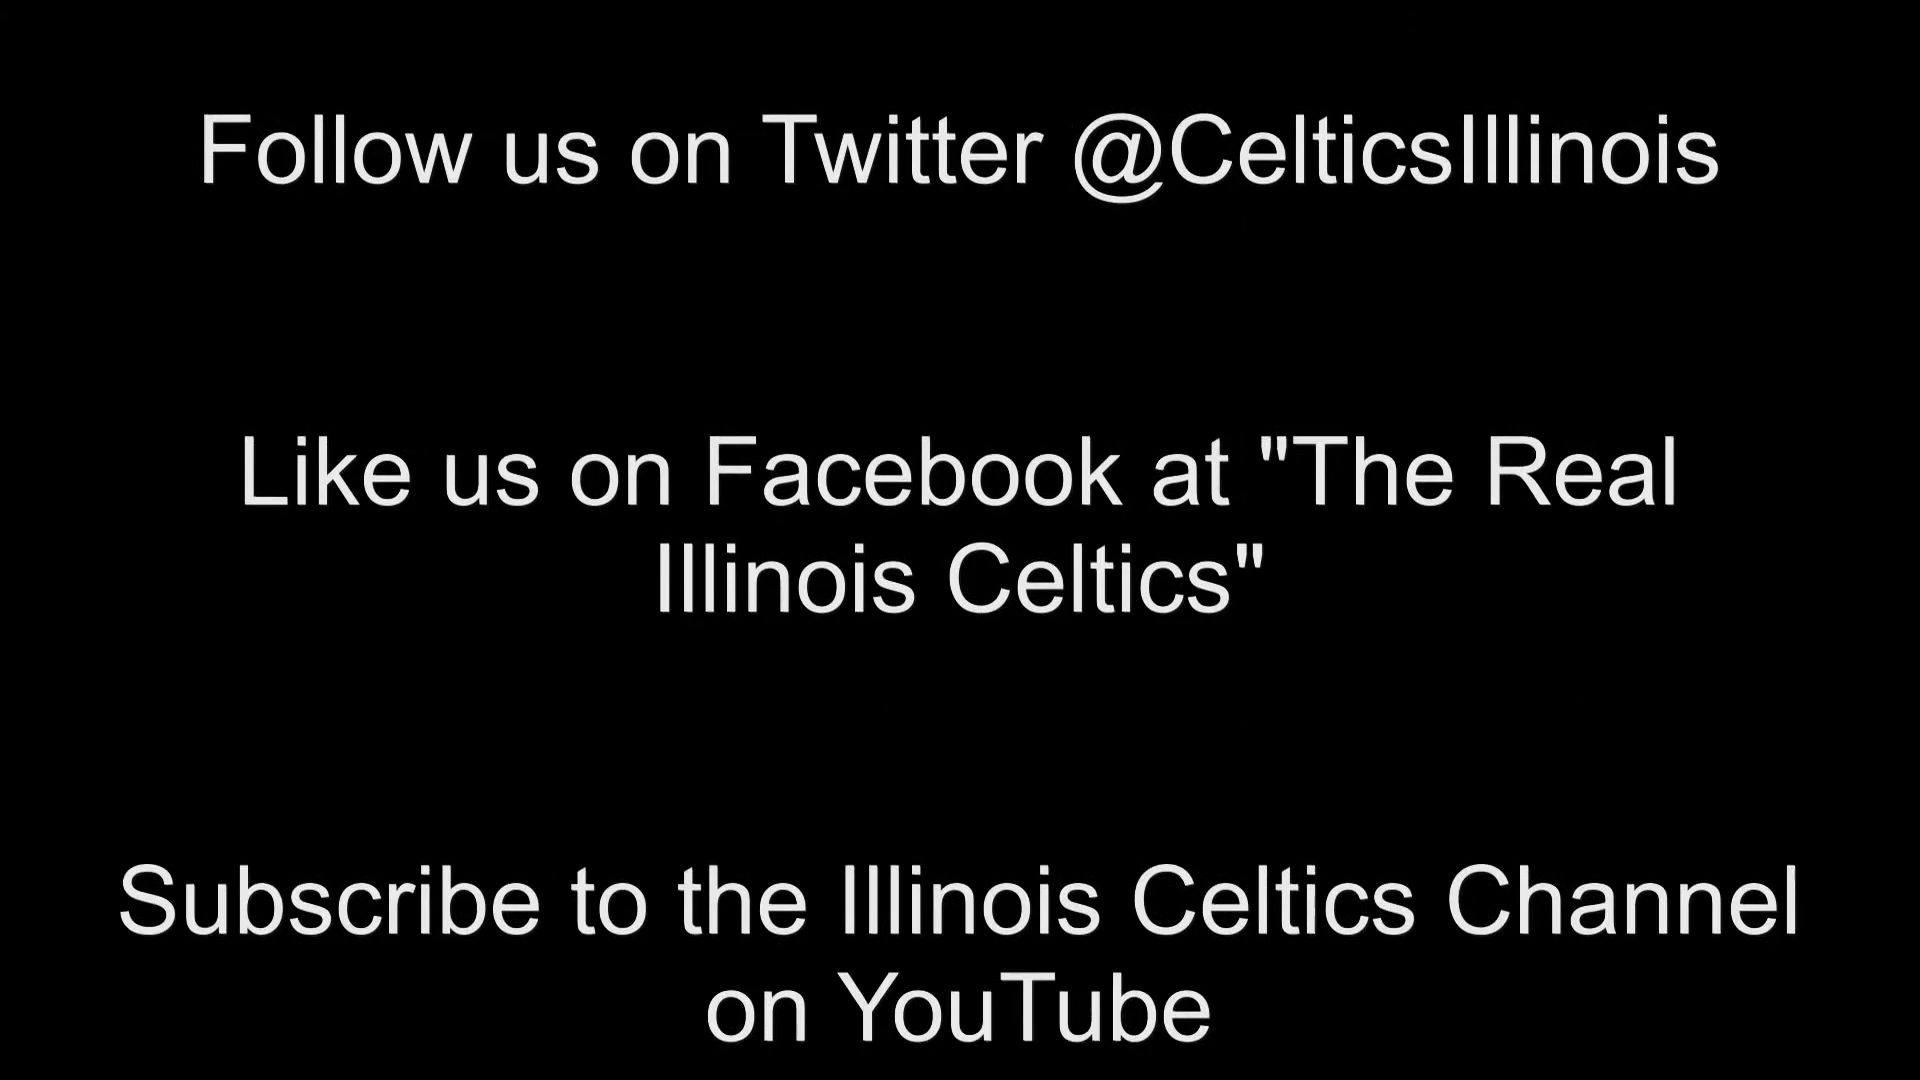 Follow us on Twitter @CelticsIllinois
Like us on Facebook at "The Real
Illinois Celtics"
Subscribe to the Illinois Celtics Channel
on YouTube